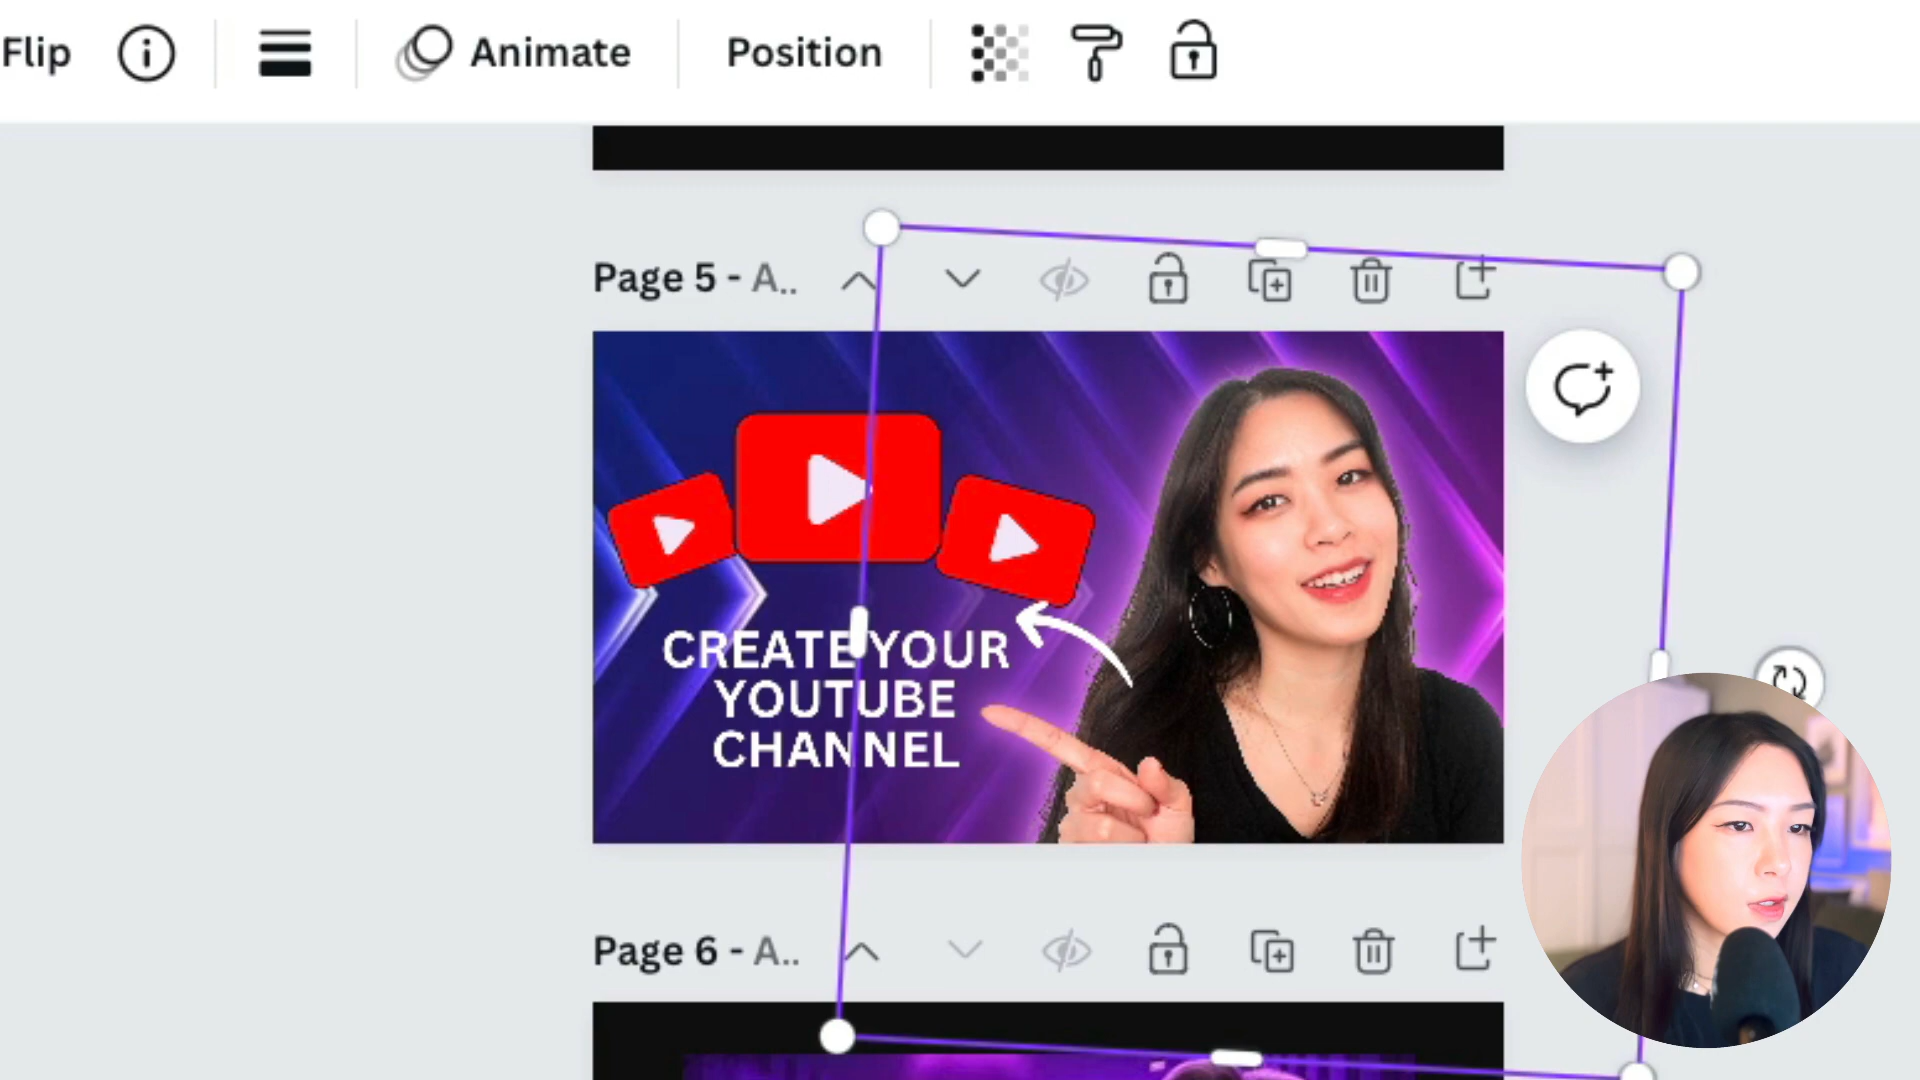 Flip
Animate
Position
Page 5 - A..
CREATE YOUR
YOUTUBE
CHANNEL
Page 6 - A..